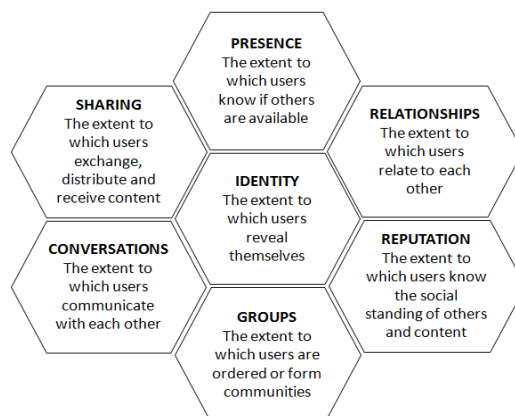 PRESENCE
The extent to
which users
know if others
are available
SHARING
The extent to
which users
exchange,
distribute and
receive content
RELATIONSHIPS
The extent to
which users
relate to each
other
IDENTITY
The extent to
which users
reveal
themselves
CONVERSATIONS
The extent to
which users
communicate
with each other
REPUTATION
The extent to
which users know
the social
standing of others
and content
GROUPS
The extent to
which users are
ordered or form
communities